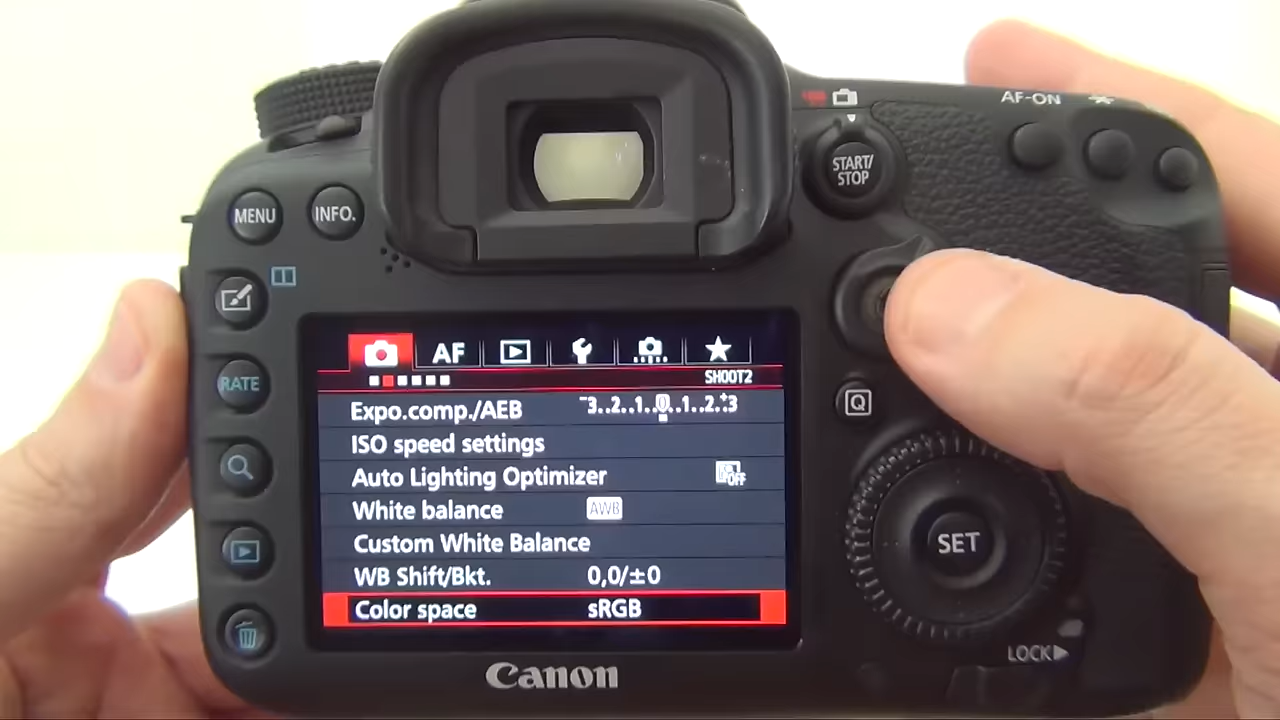 AF-ON
START/
STOP
MENU
INFO.
RATE
Q
AF
SHOOT2
Expo.comp./AEB -3..2..1..0..1..2.:+3
ISO speed settings
Auto Lighting Optimizer OFF
White balance AWB
Custom White Balance
WB Shift/Bkt. 0,0/±0
Color space sRGB
SET
LOCK▶
Canon